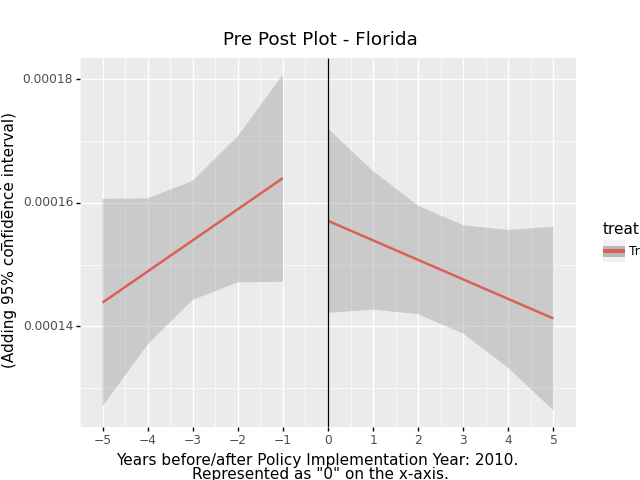 Pre Post Plot - Florida
(Adding 95% confidence interval)
0.00018
0.00016
0.00014
treat
Tr
−5 −4 −3 −2 −1 0 1 2 3 4 5
Years before/after Policy Implementation Year: 2010.
Represented as "0" on the x-axis.